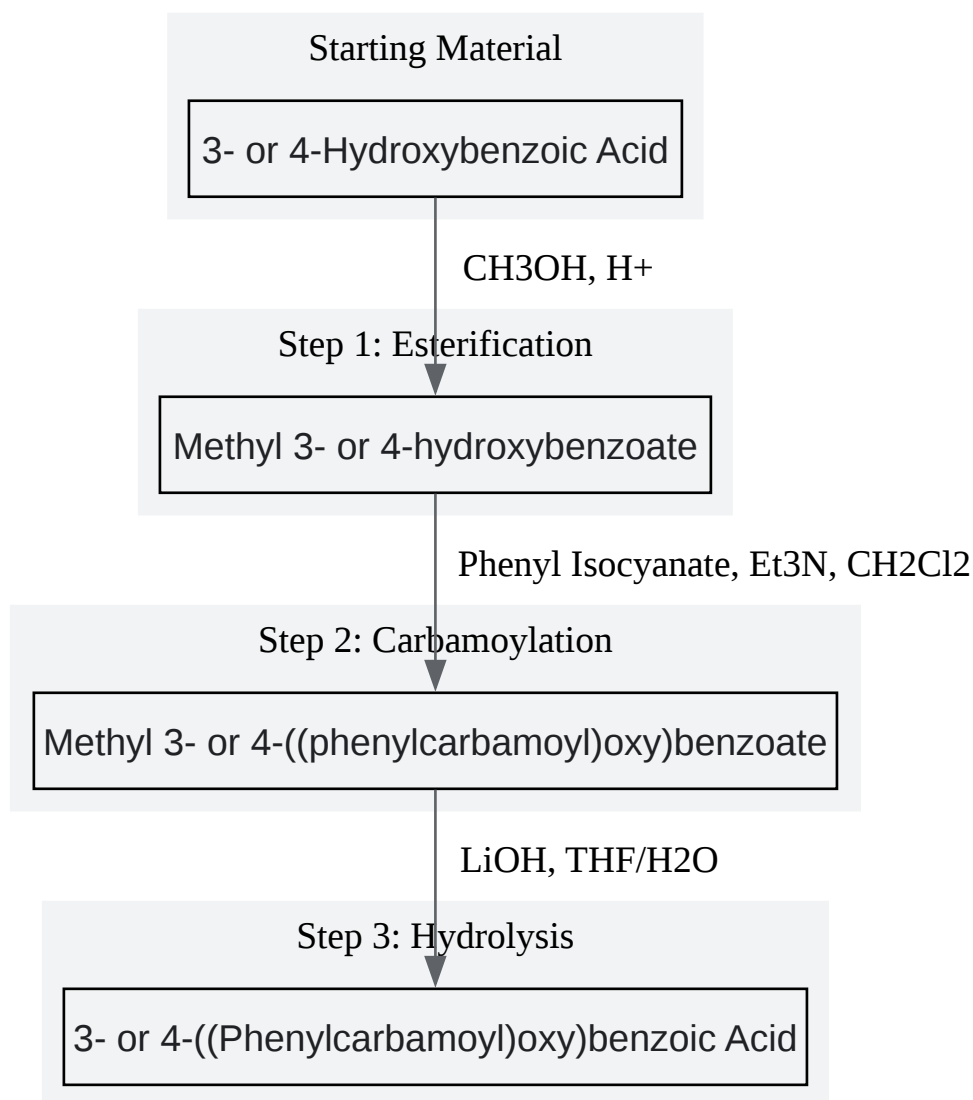 Starting Material
3- or 4-Hydroxybenzoic Acid
CH3OH, H+
Step 1: Esterification
Methyl 3- or 4-hydroxybenzoate
Phenyl Isocyanate, Et3N, CH2Cl2
Step 2: Carbamoylation
Methyl 3- or 4-((phenylcarbamoyl)oxy)benzoate
LiOH, THF/H2O
Step 3: Hydrolysis
3- or 4-((Phenylcarbamoyl)oxy)benzoic Acid